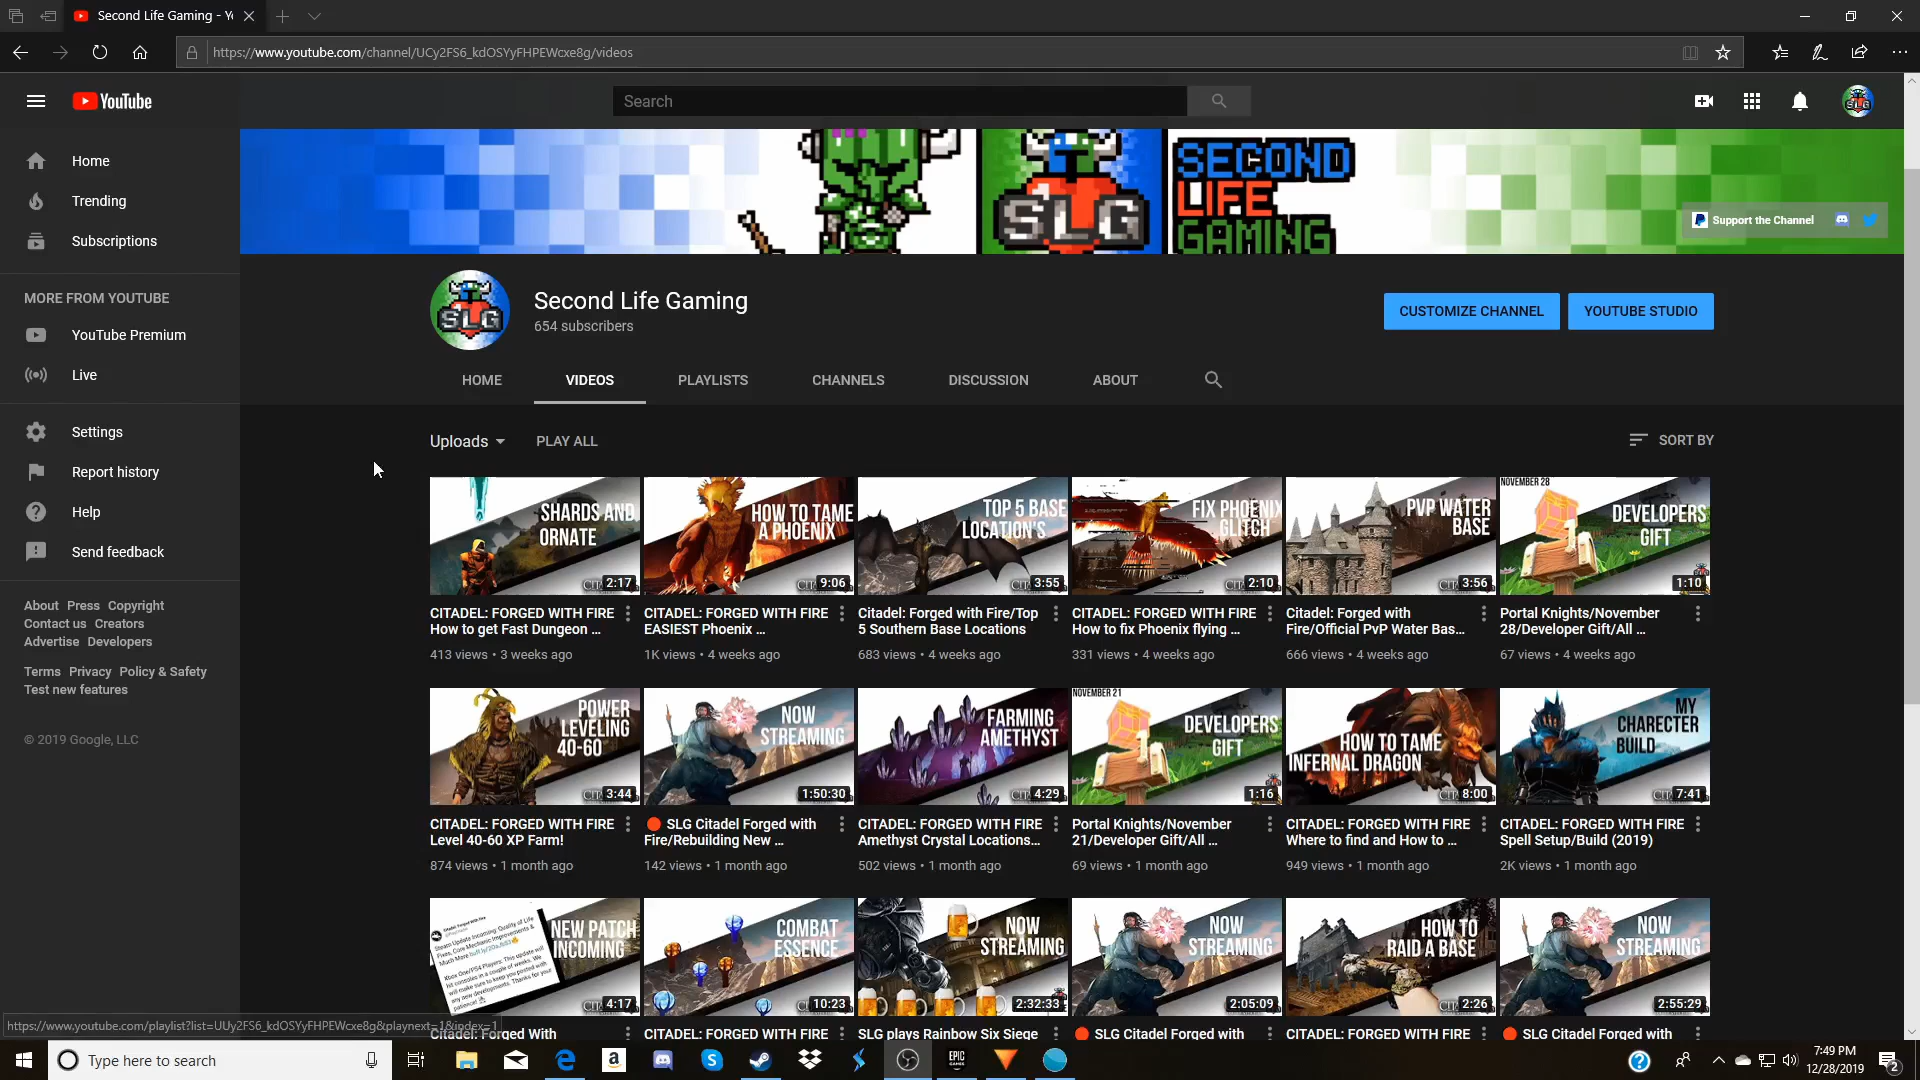 Second Life Gaming - Yo
https://www.youtube.com/channel/UCy2FS6_kdOSYyFHPEWcxe8g/videos
YouTube
Search
SLG
SECOND
LIFE
GAMING
Support the Channel
Home
Trending
Subscriptions
MORE FROM YOUTUBE
YouTube Premium
Live
Settings
Report history
Help
Send feedback
About Press Copyright
Contact us Creators
Advertise Developers
Terms Privacy Policy & Safety
Test new features
© 2019 Google, LLC
SLG
Second Life Gaming
654 subscribers
CUSTOMIZE CHANNEL YOUTUBE STUDIO
HOME VIDEOS PLAYLISTS CHANNELS DISCUSSION ABOUT
Uploads PLAY ALL SORT BY
SHARDS AND
ORNATE
2:17
CITADEL: FORGED WITH FIRE
How to get Fast Dungeon ...
413 views • 3 weeks ago
HOW TO TAME
A PHOENIX
9:06
CITADEL: FORGED WITH FIRE
EASIEST Phoenix ...
1K views • 4 weeks ago
TOP 5 BASE
LOCATION'S
3:55
Citadel: Forged with Fire/Top
5 Southern Base Locations
683 views • 4 weeks ago
FIX PHOENIX
GLITCH
2:10
CITADEL: FORGED WITH FIRE
How to fix Phoenix flying ...
331 views • 4 weeks ago
PVP WATER
BASE
3:56
Citadel: Forged with
Fire/Official PvP Water Bas...
666 views • 4 weeks ago
NOVEMBER 28
DEVELOPERS
GIFT
1:10
Portal Knights/November
28/Developer Gift/All ...
67 views • 4 weeks ago
POWER
LEVELING
40-60
3:44
CITADEL: FORGED WITH FIRE
Level 40-60 XP Farm!
874 views • 1 month ago
NOW
STREAMING
1:50:30
SLG Citadel Forged with
Fire/Rebuilding New ...
142 views • 1 month ago
FARMING
AMETHYST
4:29
CITADEL: FORGED WITH FIRE
Amethyst Crystal Locations...
502 views • 1 month ago
NOVEMBER 21
DEVELOPERS
GIFT
1:16
Portal Knights/November
21/Developer Gift/All ...
69 views • 1 month ago
HOW TO TAME
INFERNAL DRAGON
8:00
CITADEL: FORGED WITH FIRE
Where to find and How to ...
949 views • 1 month ago
MY
CHARECTER
BUILD
7:41
CITADEL: FORGED WITH FIRE
Spell Setup/Build (2019)
2K views • 1 month ago
NEW PATCH
INCOMING
4:17
Citadel: Forged With
COMBAT
ESSENCE
10:23
CITADEL: FORGED WITH FIRE
NOW
STREAMING
2:32:33
SLG plays Rainbow Six Siege
NOW
STREAMING
2:05:09
SLG Citadel Forged with
HOW TO
RAID A BASE
2:26
CITADEL: FORGED WITH FIRE
NOW
STREAMING
2:55:29
SLG Citadel Forged with
https://www.youtube.com/playlist?list=UUy2FS6_kdOSYyFHPEWcxe8g&playnext=1&index=1
Type here to search
EPIC
GAMES
7:49 PM
12/28/2019
2